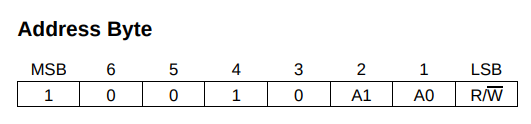 Address Byte
MSB 6 5 4 3 2 1 LSB
1 0 0 1 0 A1 A0 R/W̅